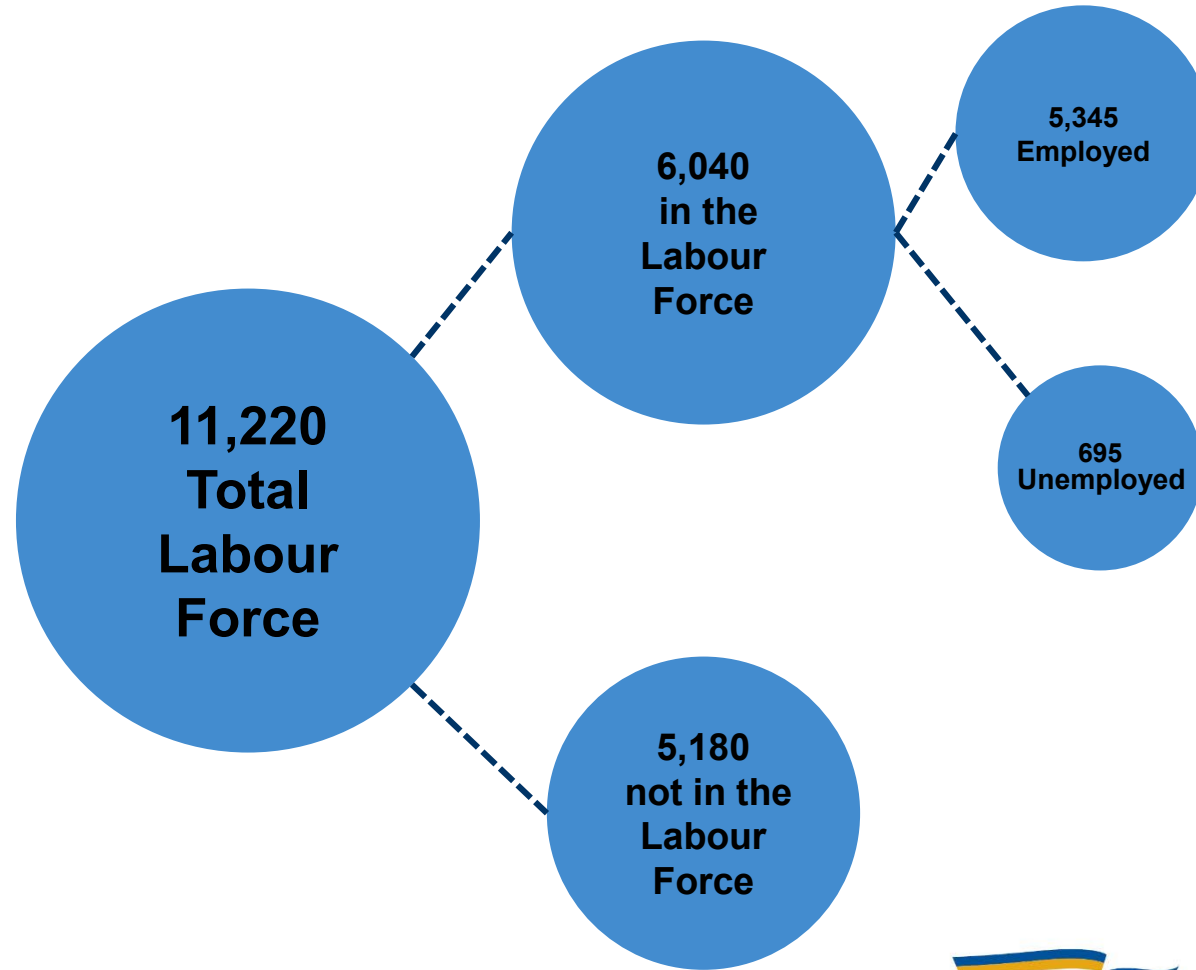 11,220
Total
Labour
Force
6,040
in the
Labour
Force
5,345
Employed
695
Unemployed
5,180
not in the
Labour
Force